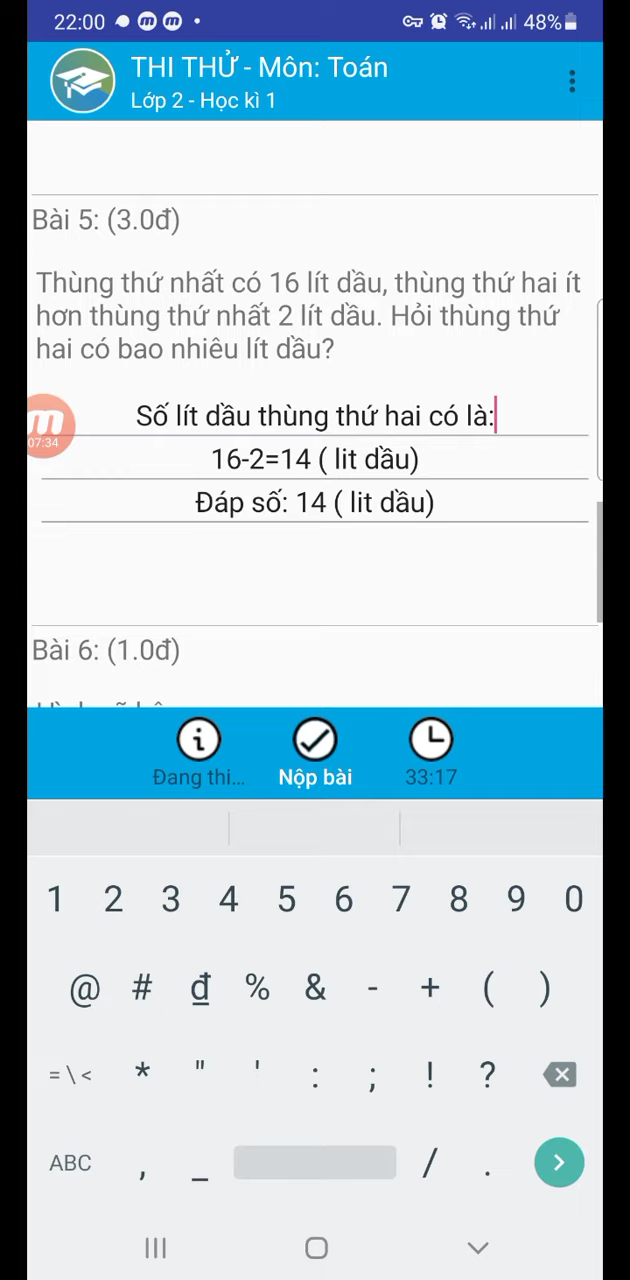 22:00 48%
THI THỬ - Môn: Toán
Lớp 2 - Học kì 1
Bài 5: (3.0đ)
Thùng thứ nhất có 16 lít dầu, thùng thứ hai ít
hơn thùng thứ nhất 2 lít dầu. Hỏi thùng thứ
hai có bao nhiêu lít dầu?
Số lít dầu thùng thứ hai có là:
07:34
16-2=14 ( lit dầu)
Đáp số: 14 ( lit dầu)
Bài 6: (1.0đ)
Đang thi... Nộp bài 33:17
1 2 3 4 5 6 7 8 9 0
@ # đ % & - + ( )
= \ < * " ' : ; ! ?
ABC , _ / .